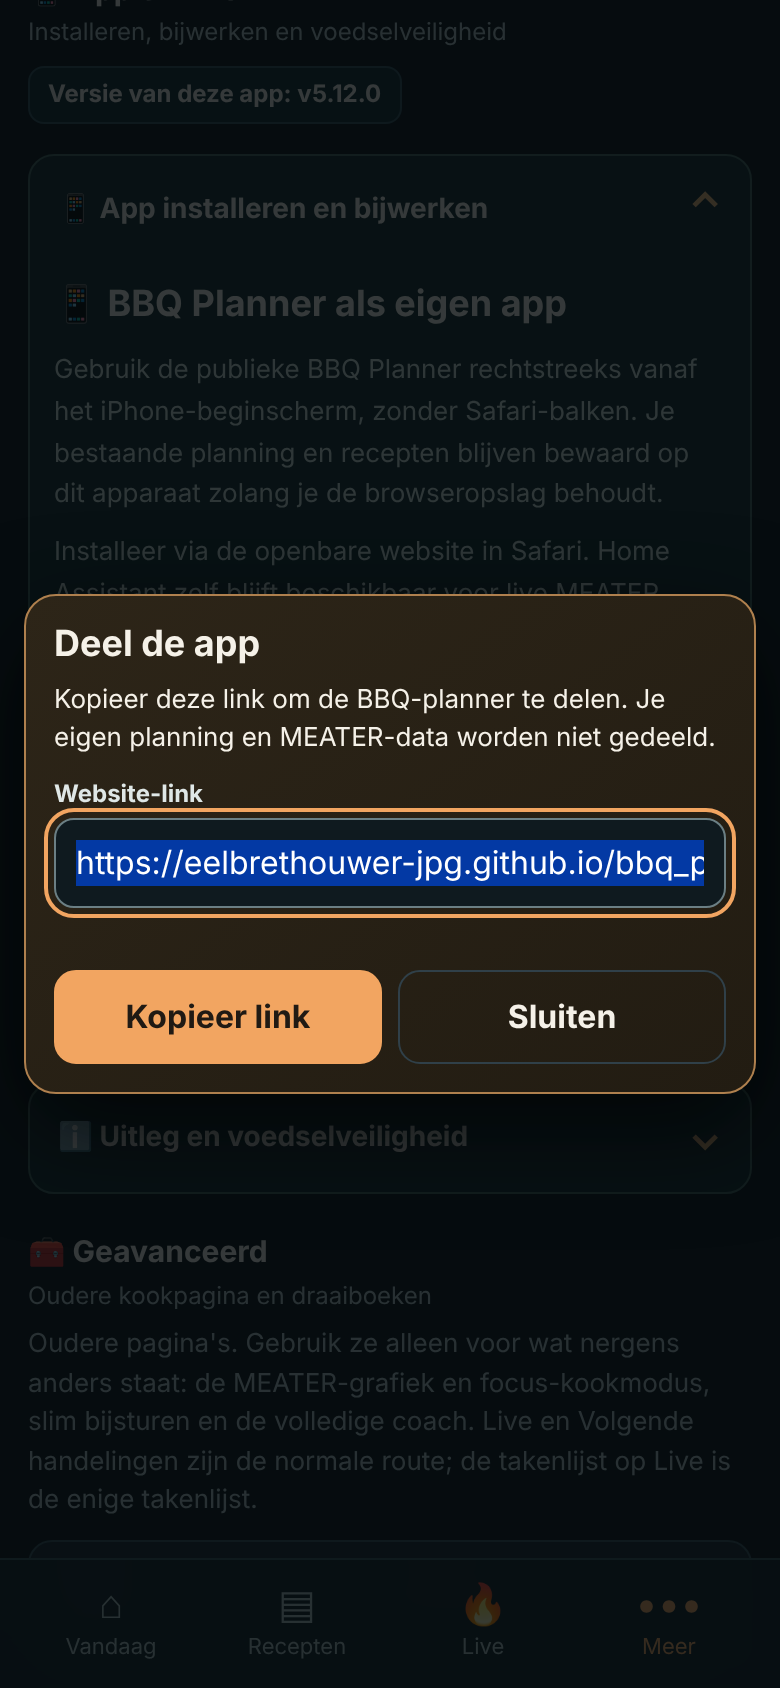 Installeren, bijwerken en voedselveiligheid
Versie van deze app: v5.12.0
App installeren en bijwerken
BBQ Planner als eigen app
Gebruik de publieke BBQ Planner rechtstreeks vanaf
het iPhone-beginscherm, zonder Safari-balken. Je
bestaande planning en recepten blijven bewaard op
dit apparaat zolang je de browseropslag behoudt.
Installeer via de openbare website in Safari. Home
Assistant zelf blijft beschikbaar voor live MEATER
Deel de app
Kopieer deze link om de BBQ-planner te delen. Je
eigen planning en MEATER-data worden niet gedeeld.
Website-link
https://eelbrethouwer-jpg.github.io/bbq_p
Kopieer link
Sluiten
Uitleg en voedselveiligheid
Geavanceerd
Oudere kookpagina en draaiboeken
Oudere pagina's. Gebruik ze alleen voor wat nergens
anders staat: de MEATER-grafiek en focus-kookmodus,
slim bijsturen en de volledige coach. Live en Volgende
handelingen zijn de normale route; de takenlijst op Live is
de enige takenlijst.
Vandaag
Recepten
Live
Meer